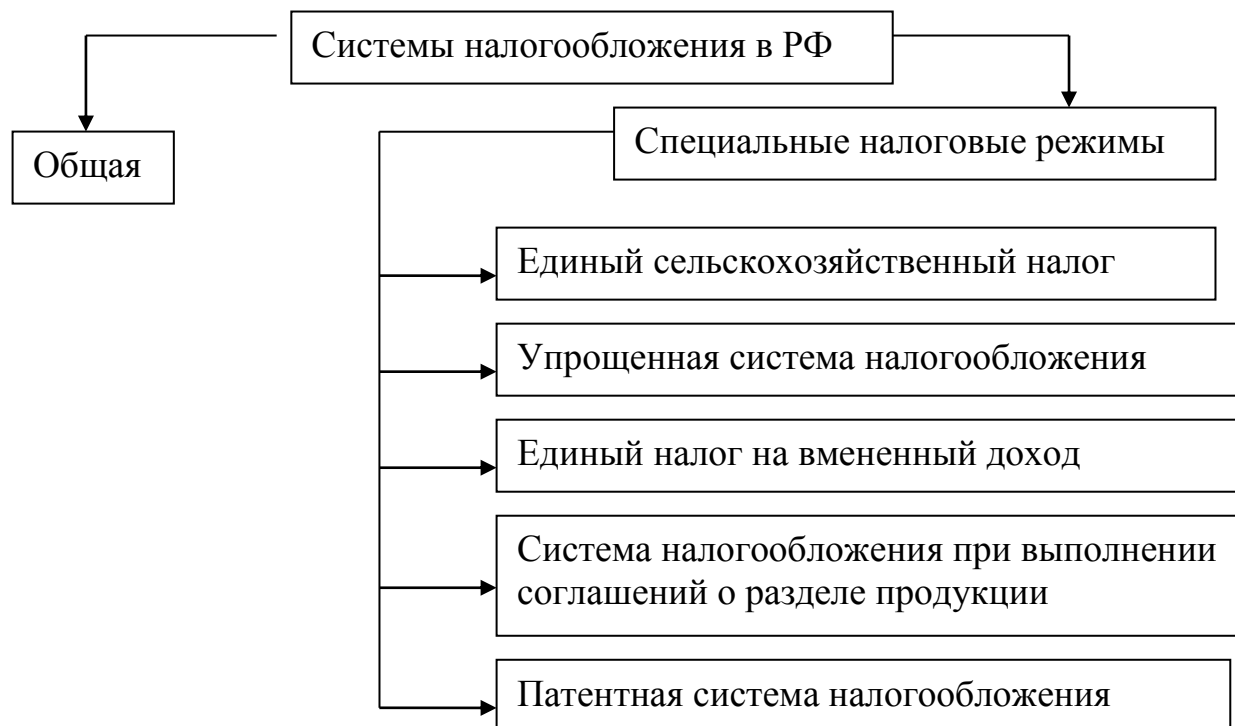 Системы налогообложения в РФ
Общая
Специальные налоговые режимы
Единый сельскохозяйственный налог
Упрощенная система налогообложения
Единый налог на вмененный доход
Система налогообложения при выполнении
соглашений о разделе продукции
Патентная система налогообложения